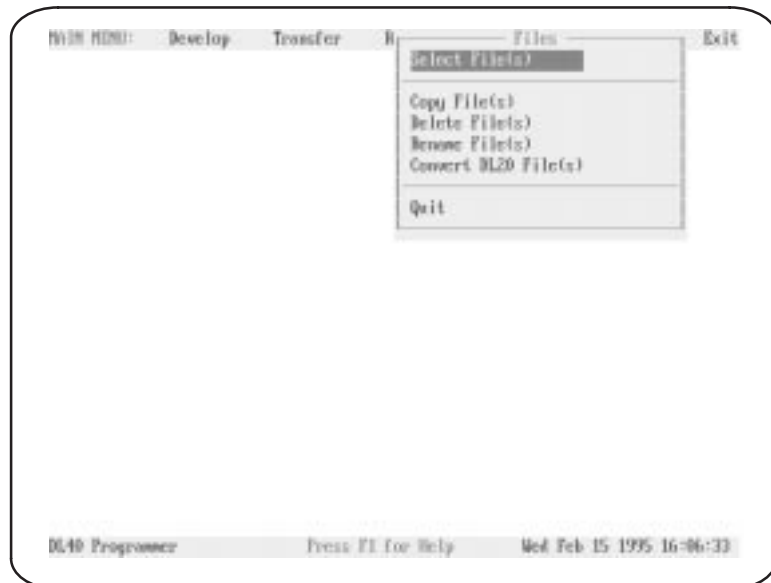 MAIN MENU: Develop Transfer R Files Exit
Select File(s)
Copy File(s)
Delete File(s)
Rename File(s)
Convert DL20 File(s)
Quit
DL40 Programmer Press F1 for Help Wed Feb 15 1995 16:06:33